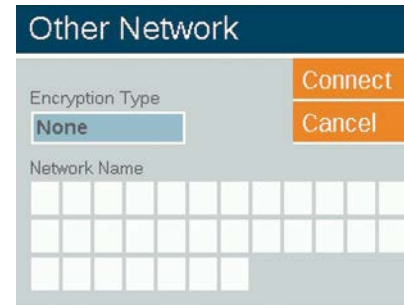 Other Network
Connect
Encryption Type
None
Cancel
Network Name